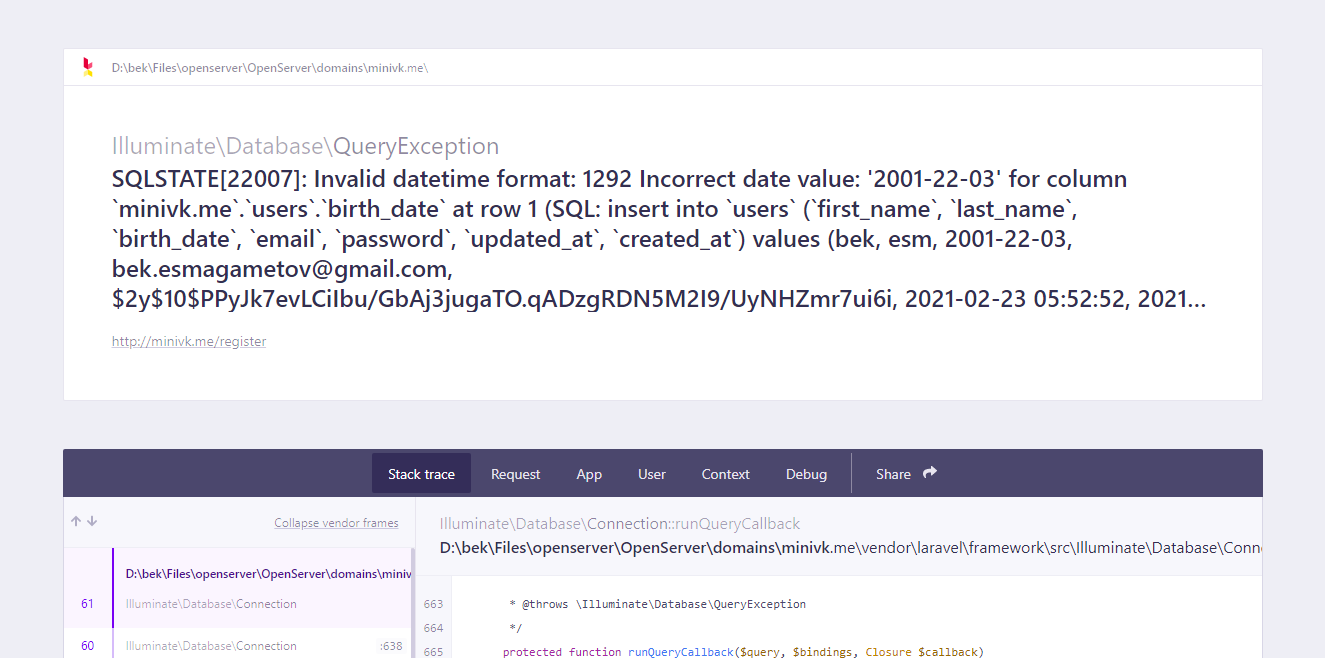 D:\bek\Files\openserver\OpenServer\domains\minivk.me\
Illuminate\Database\QueryException
SQLSTATE[22007]: Invalid datetime format: 1292 Incorrect date value: '2001-22-03' for column
`minivk.me`.`users`.`birth_date` at row 1 (SQL: insert into `users` (`first_name`, `last_name`,
`birth_date`, `email`, `password`, `updated_at`, `created_at`) values (bek, esm, 2001-22-03,
bek.esmagametov@gmail.com,
$2y$10$PPyJk7evLCiIbu/GbAj3jugaTO.qADzgRDN5M2I9/UyNHZmr7ui6i, 2021-02-23 05:52:52, 2021...
http://minivk.me/register
Stack trace Request App User Context Debug Share
Collapse vendor frames
Illuminate\Database\Connection::runQueryCallback
D:\bek\Files\openserver\OpenServer\domains\minivk.me\vendor\laravel\framework\src\Illuminate\Database\Conn
D:\bek\Files\openserver\OpenServer\domains\miniv
61 Illuminate\Database\Connection
60 Illuminate\Database\Connection :638
663 * @throws \Illuminate\Database\QueryException
664 */
665 protected function runQueryCallback($query, $bindings, Closure $callback)